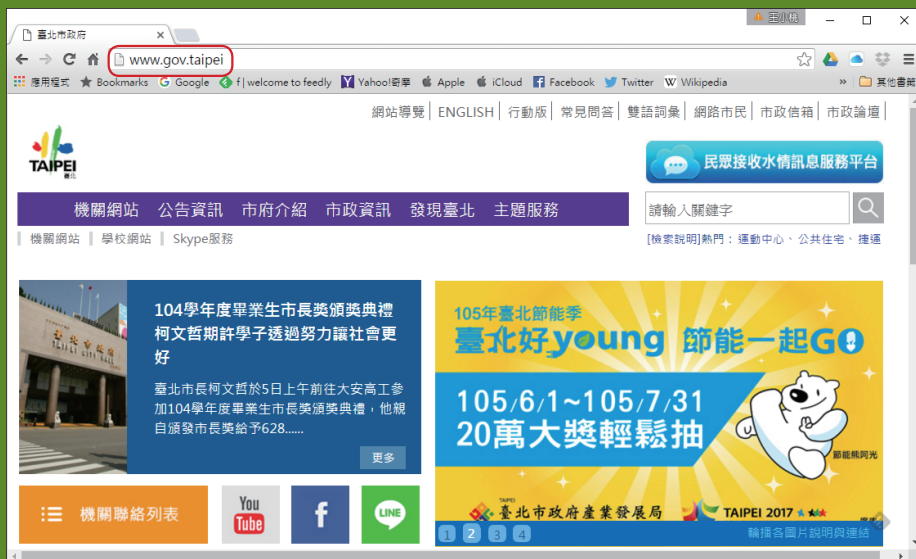 王小桃
臺北市政府
www.gov.taipei
應用程式 Bookmarks Google f | welcome to feedly Yahoo!奇摩 Apple iCloud Facebook Twitter Wikipedia » 其他書籤
網站導覽 | ENGLISH | 行動版 | 常見問答 | 雙語詞彙 | 網路市民 | 市政信箱 | 市政論壇 |
TAIPEI
臺北
民眾接收水情訊息服務平台
機關網站 公告資訊 市府介紹 市政資訊 發現臺北 主題服務
請輸入關鍵字
| 機關網站 | 學校網站 | Skype服務
[檢索說明]熱門：運動中心、公共住宅、捷運
臺北市政府
TAIPEI CITY HALL
104學年度畢業生市長獎頒獎典禮
柯文哲期許學子透過努力讓社會更
好
臺北市長柯文哲於5日上午前往大安高工參
加104學年度畢業生市長獎頒獎典禮，他親
自頒發市長獎給予628......
更多
105年臺北節能季
臺北好young 節能一起GO
105/6/1~105/7/31
20萬大獎輕鬆抽
節能熊阿光
TAIPEI
臺北市政府產業發展局 TAIPEI 2017
1 2 3 4
輪播各圖片說明與連結
機關聯絡列表
You
Tube
f
LINE